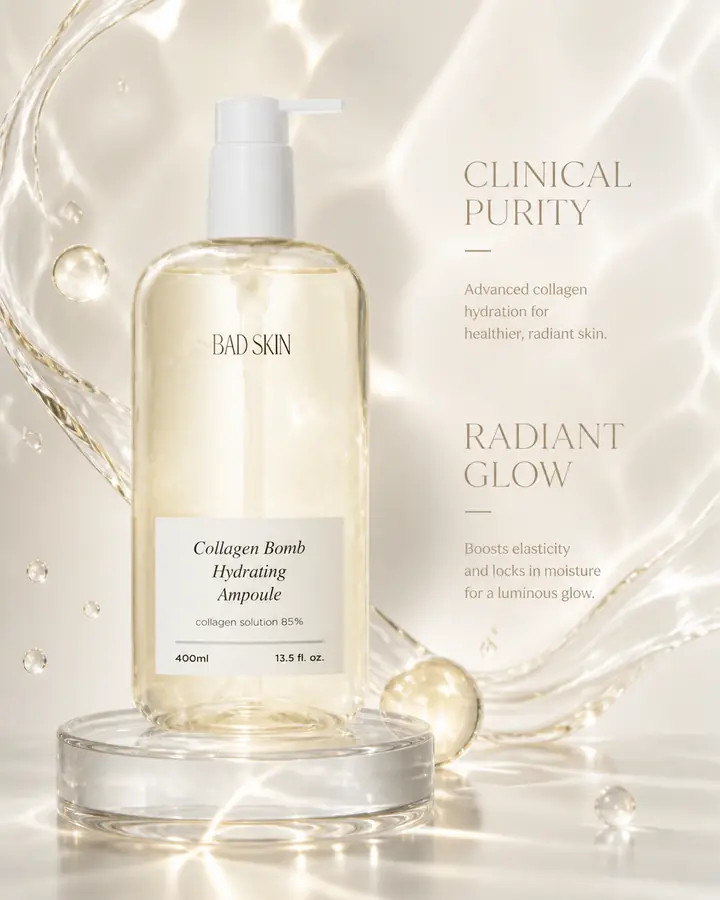 BAD SKIN
Collagen Bomb
Hydrating
Ampoule
collagen solution 85%
400ml 13.5 fl. oz.
CLINICAL
PURITY
Advanced collagen
hydration for
healthier, radiant skin.
RADIANT
GLOW
Boosts elasticity
and locks in moisture
for a luminous glow.